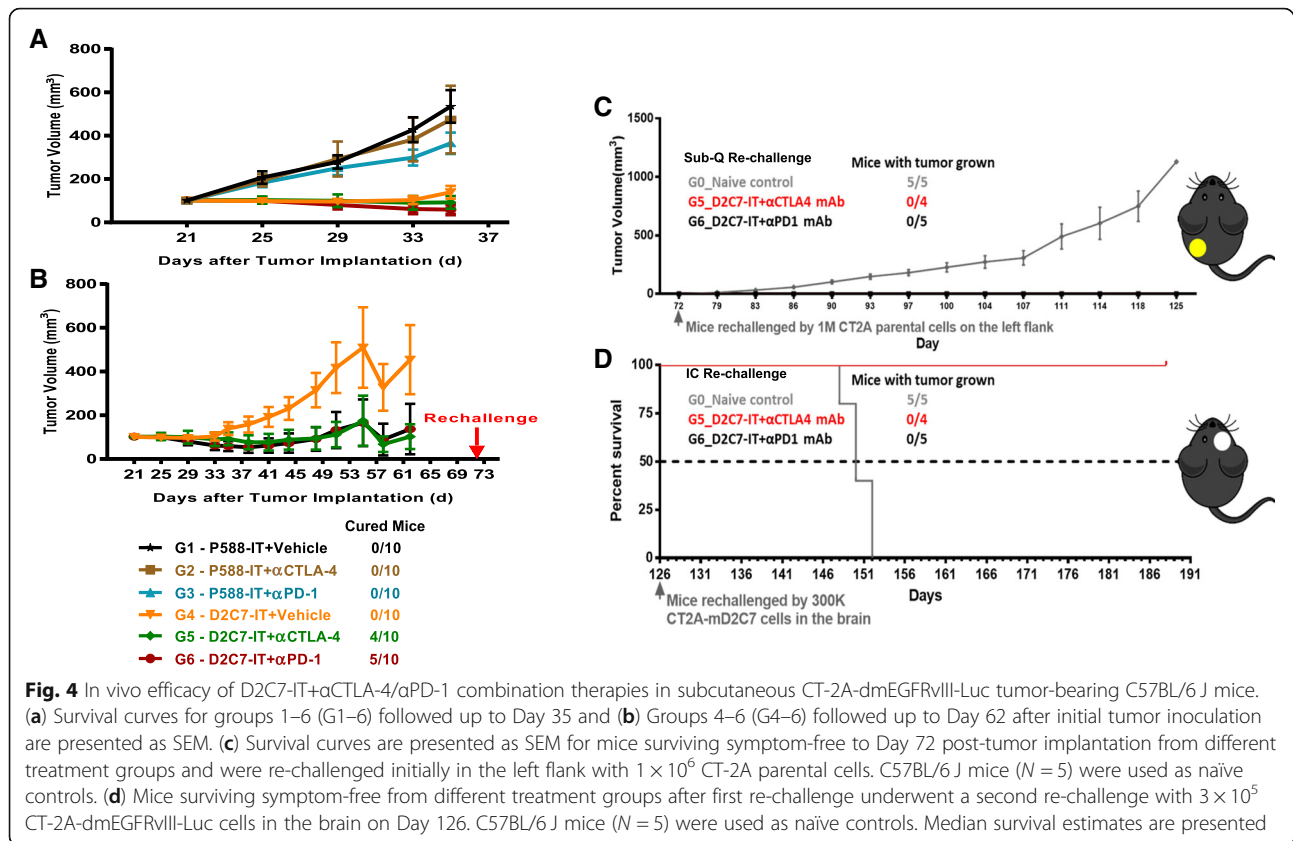 A
800
600
400
200
0
Tumor Volume (mm³)
21 25 29 33 37
Days after Tumor Implantation (d)
B
800
600
400
200
0
Tumor Volume (mm³)
Rechallenge
21 25 29 33 37 41 45 49 53 57 61 65 69 73
Days after Tumor Implantation (d)
Cured Mice
G1 - P588-IT+Vehicle 0/10
G2 - P588-IT+αCTLA-4 0/10
G3 - P588-IT+αPD-1 0/10
G4 - D2C7-IT+Vehicle 0/10
G5 - D2C7-IT+αCTLA-4 4/10
G6 - D2C7-IT+αPD-1 5/10
C
1500
1000
500
0
Tumor Volume(mm³)
Sub-Q Re-challenge Mice with tumor grown
G0_Naive control 5/5
G5_D2C7-IT+αCTLA4 mAb 0/4
G6_D2C7-IT+αPD1 mAb 0/5
72 79 83 86 90 93 97 100 104 107 111 114 118 125
Mice rechallenged by 1M CT2A parental cells on the left flank
Day
D
100
75
50
25
0
Percent survival
IC Re-challenge Mice with tumor grown
G0_Naive control 5/5
G5_D2C7-IT+αCTLA4 mAb 0/4
G6_D2C7-IT+αPD1 mAb 0/5
126 131 136 141 146 151 156 161 166 171 176 181 186 191
Days
Mice rechallenged by 300K
CT2A-mD2C7 cells in the brain
Fig. 4 In vivo efficacy of D2C7-IT+αCTLA-4/αPD-1 combination therapies in subcutaneous CT-2A-dmEGFRvIII-Luc tumor-bearing C57BL/6 J mice.
(a) Survival curves for groups 1–6 (G1–6) followed up to Day 35 and (b) Groups 4–6 (G4–6) followed up to Day 62 after initial tumor inoculation
are presented as SEM. (c) Survival curves are presented as SEM for mice surviving symptom-free to Day 72 post-tumor implantation from different
treatment groups and were re-challenged initially in the left flank with 1 × 10⁶ CT-2A parental cells. C57BL/6 J mice (N = 5) were used as naïve
controls. (d) Mice surviving symptom-free from different treatment groups after first re-challenge underwent a second re-challenge with 3 × 10⁵
CT-2A-dmEGFRvIII-Luc cells in the brain on Day 126. C57BL/6 J mice (N = 5) were used as naïve controls. Median survival estimates are presented